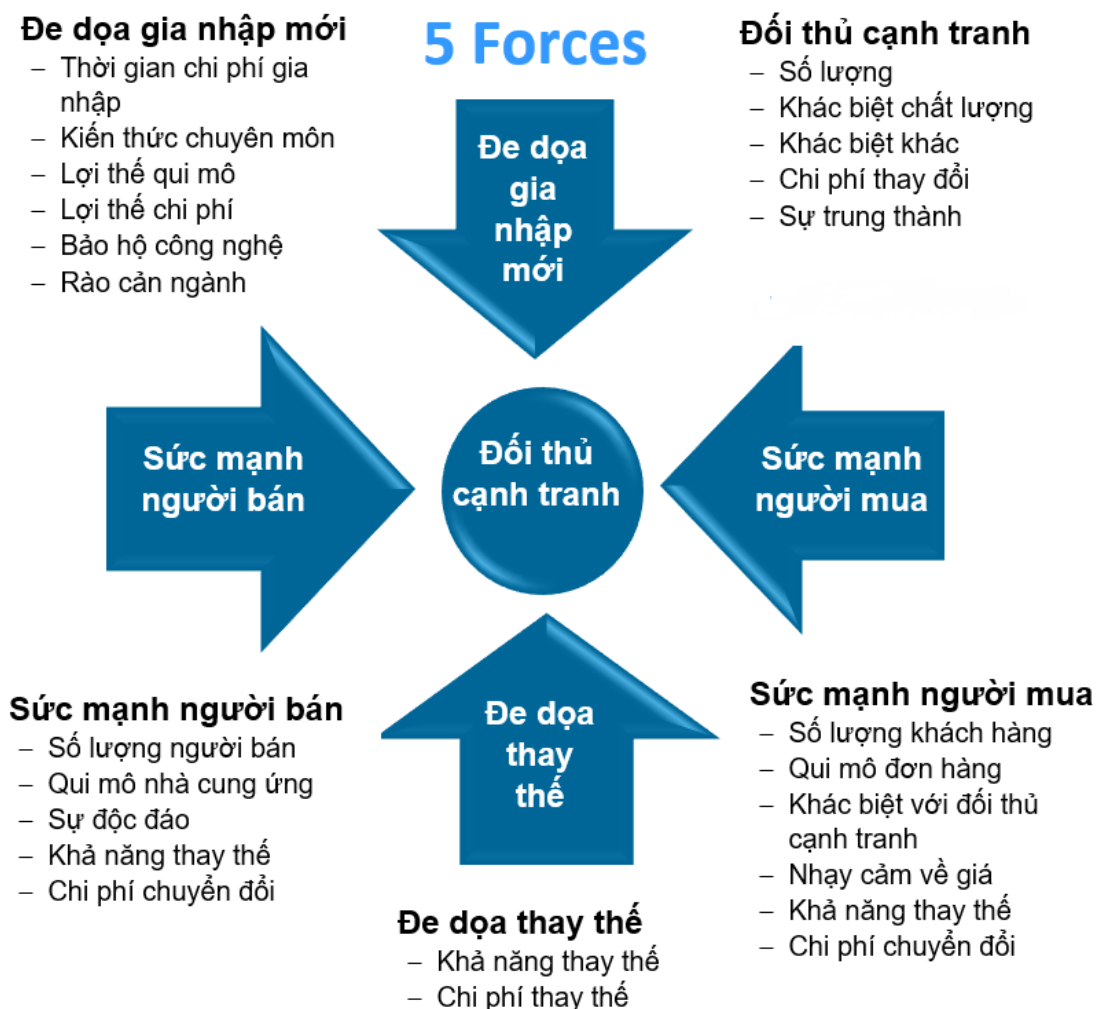 5 Forces
Đe dọa gia nhập mới
– Thời gian chi phí gia
nhập
– Kiến thức chuyên môn
– Lợi thế qui mô
– Lợi thế chi phí
– Bảo hộ công nghệ
– Rào cản ngành
Đe dọa
gia
nhập
mới
Đối thủ cạnh tranh
– Số lượng
– Khác biệt chất lượng
– Khác biệt khác
– Chi phí thay đổi
– Sự trung thành
Sức mạnh
người bán
Đối thủ
cạnh tranh
Sức mạnh
người mua
Sức mạnh người bán
– Số lượng người bán
– Qui mô nhà cung ứng
– Sự độc đáo
– Khả năng thay thế
– Chi phí chuyển đổi
Đe dọa
thay
thế
Đe dọa thay thế
– Khả năng thay thế
– Chi phí thay thế
Sức mạnh người mua
– Số lượng khách hàng
– Qui mô đơn hàng
– Khác biệt với đối thủ
cạnh tranh
– Nhạy cảm về giá
– Khả năng thay thế
– Chi phí chuyển đổi